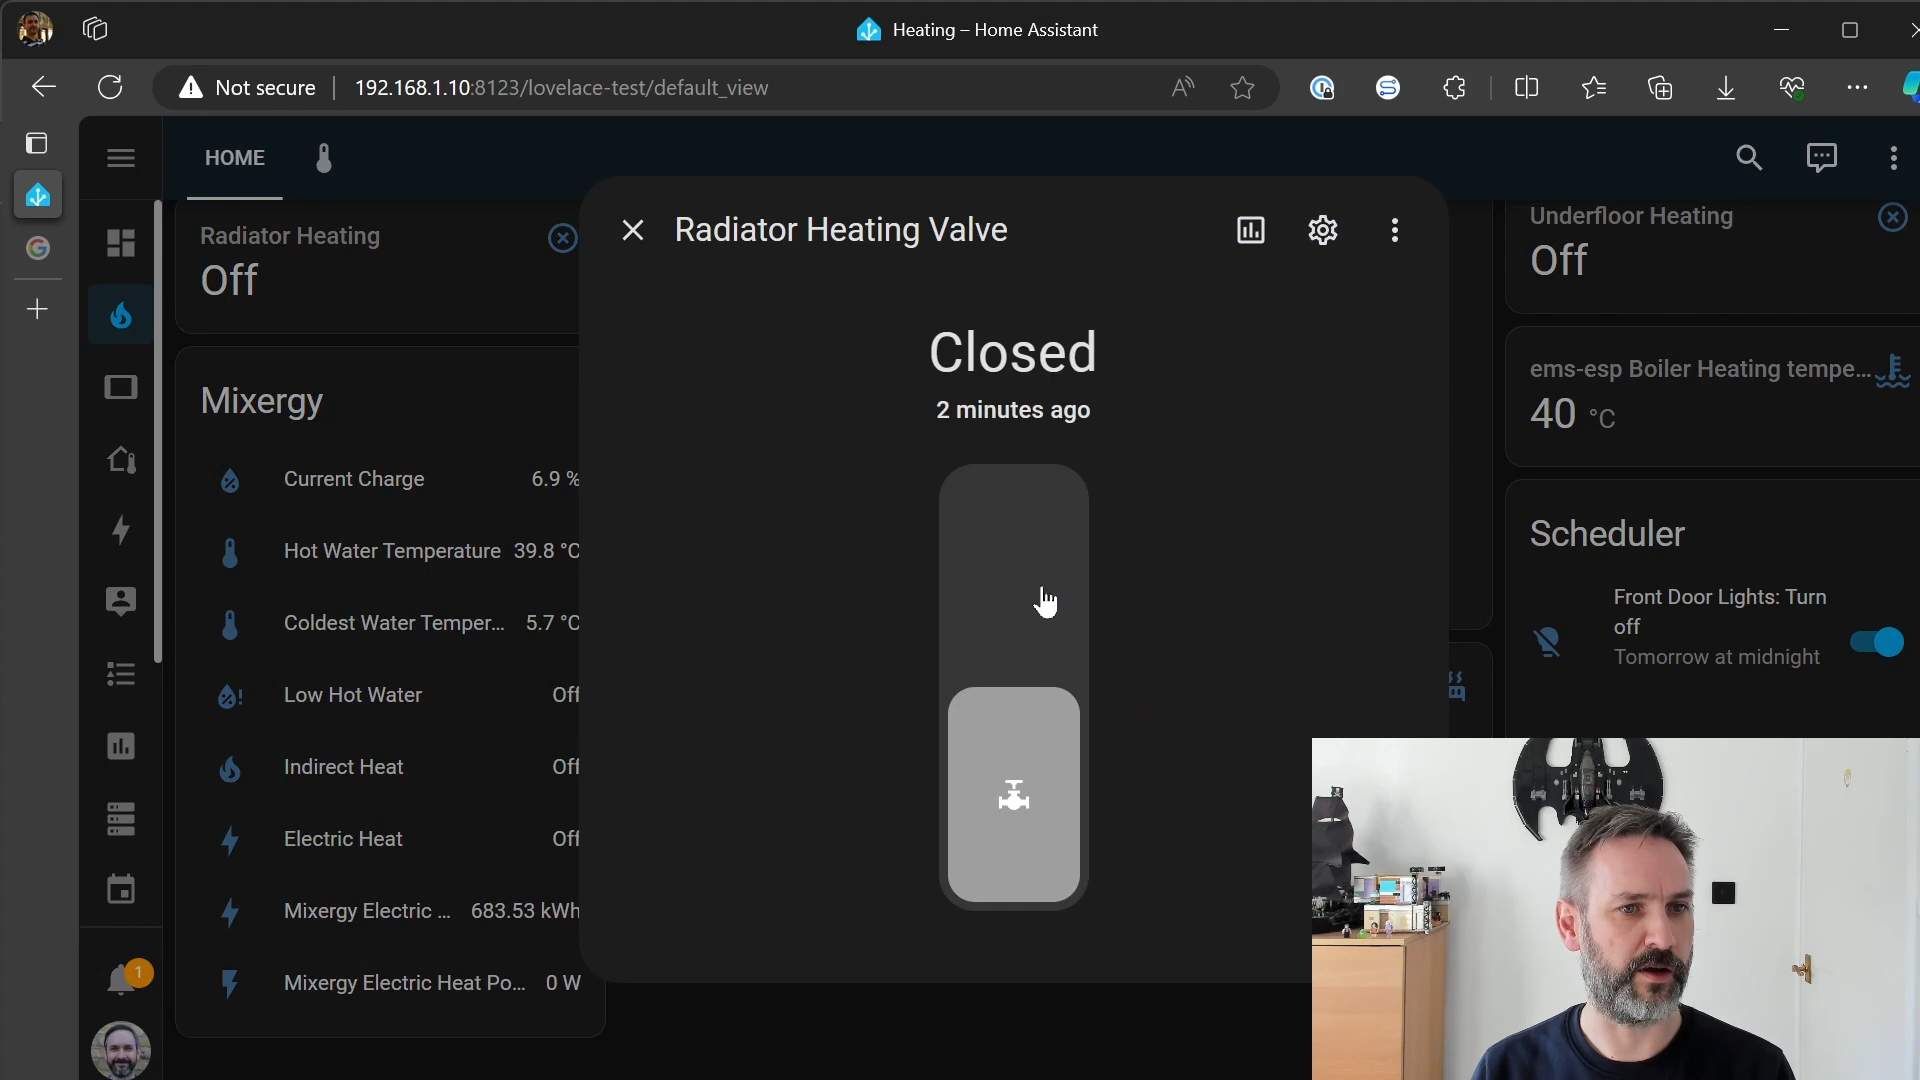 Heating – Home Assistant
Not secure
192.168.1.10:8123/lovelace-test/default_view
HOME
Radiator Heating
Off
Radiator Heating Valve
Closed
2 minutes ago
Underfloor Heating
Off
ems-esp Boiler Heating tempe...
40 °C
Mixergy
Current Charge 6.9 %
Hot Water Temperature 39.8 °C
Coldest Water Temper... 5.7 °C
Low Hot Water Off
Indirect Heat Off
Electric Heat Off
Mixergy Electric ... 683.53 kWh
Mixergy Electric Heat Po... 0 W
Scheduler
Front Door Lights: Turn
off
Tomorrow at midnight
1